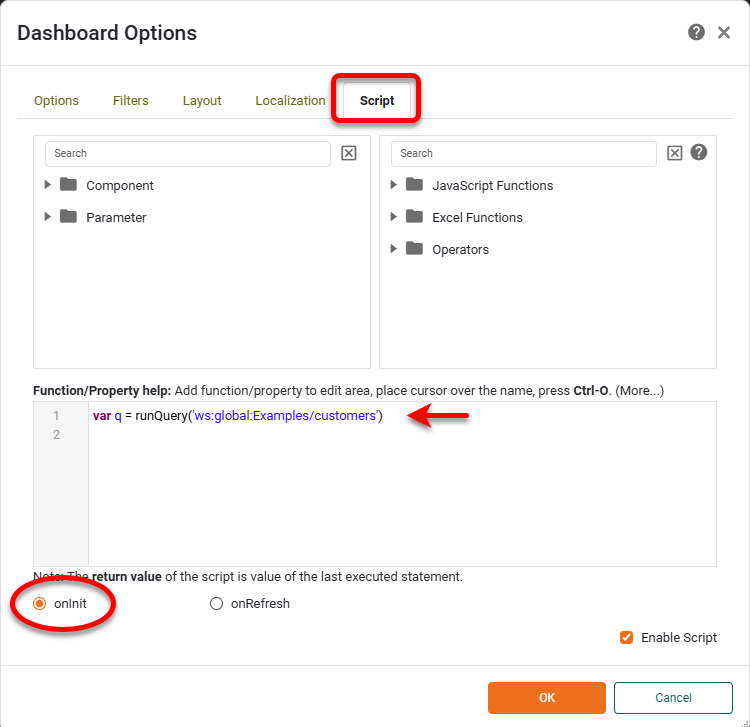 Dashboard Options
Options Filters Layout Localization Script
Search Search
Component JavaScript Functions
Parameter Excel Functions
Operators
Function/Property help: Add function/property to edit area, place cursor over the name, press Ctrl-O. (More...)
1 var q = runQuery('ws:global:Examples/customers')
2
Note: The return value of the script is value of the last executed statement.
onInit onRefresh
Enable Script
OK Cancel